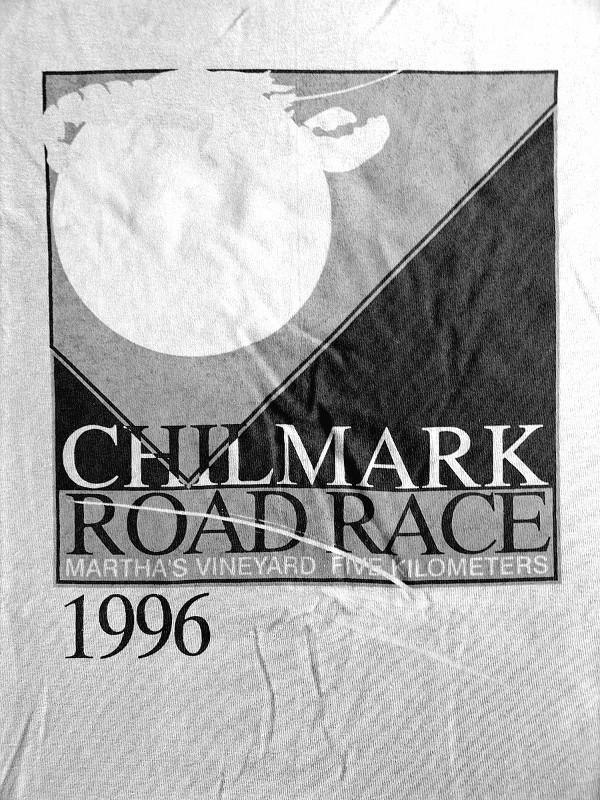 CHILMARK
ROAD RACE
MARTHA'S VINEYARD FIVE KILOMETERS
1996